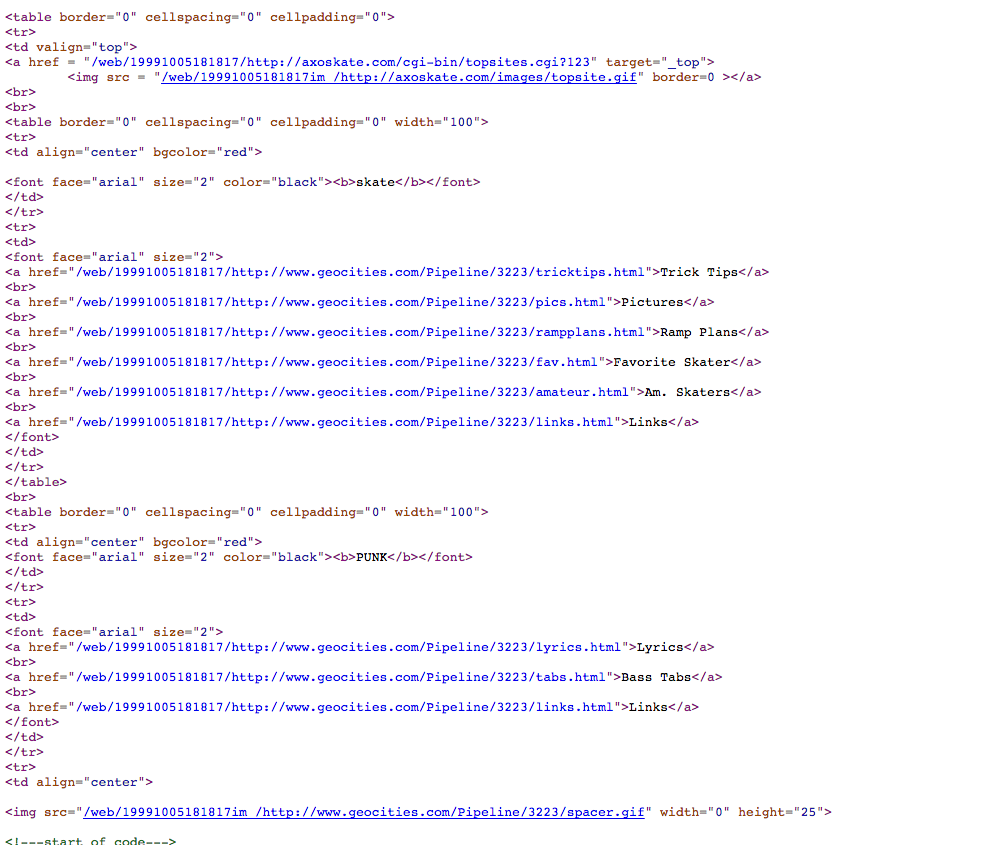 <table border="0" cellspacing="0" cellpadding="0">
<tr>
<td valign="top">
<a href = "/web/19991005181817/http://axoskate.com/cgi-bin/topsites.cgi?123" target="_top">
<img src = "/web/19991005181817im_/http://axoskate.com/images/topsite.gif" border=0 ></a>
<br>
<br>
<table border="0" cellspacing="0" cellpadding="0" width="100">
<tr>
<td align="center" bgcolor="red">
<font face="arial" size="2" color="black"><b>skate</b></font>
</td>
</tr>
<tr>
<td>
<font face="arial" size="2">
<a href="/web/19991005181817/http://www.geocities.com/Pipeline/3223/tricktips.html">Trick Tips</a>
<br>
<a href="/web/19991005181817/http://www.geocities.com/Pipeline/3223/pics.html">Pictures</a>
<br>
<a href="/web/19991005181817/http://www.geocities.com/Pipeline/3223/rampplans.html">Ramp Plans</a>
<br>
<a href="/web/19991005181817/http://www.geocities.com/Pipeline/3223/fav.html">Favorite Skater</a>
<br>
<a href="/web/19991005181817/http://www.geocities.com/Pipeline/3223/amateur.html">Am. Skaters</a>
<br>
<a href="/web/19991005181817/http://www.geocities.com/Pipeline/3223/links.html">Links</a>
</font>
</td>
</tr>
</table>
<br>
<table border="0" cellspacing="0" cellpadding="0" width="100">
<tr>
<td align="center" bgcolor="red">
<font face="arial" size="2" color="black"><b>PUNK</b></font>
</td>
</tr>
<tr>
<td>
<font face="arial" size="2">
<a href="/web/19991005181817/http://www.geocities.com/Pipeline/3223/lyrics.html">Lyrics</a>
<br>
<a href="/web/19991005181817/http://www.geocities.com/Pipeline/3223/tabs.html">Bass Tabs</a>
<br>
<a href="/web/19991005181817/http://www.geocities.com/Pipeline/3223/links.html">Links</a>
</font>
</td>
</tr>
<tr>
<td align="center">
<img src="/web/19991005181817im_/http://www.geocities.com/Pipeline/3223/spacer.gif" width="0" height="25">
<!---start of code--->